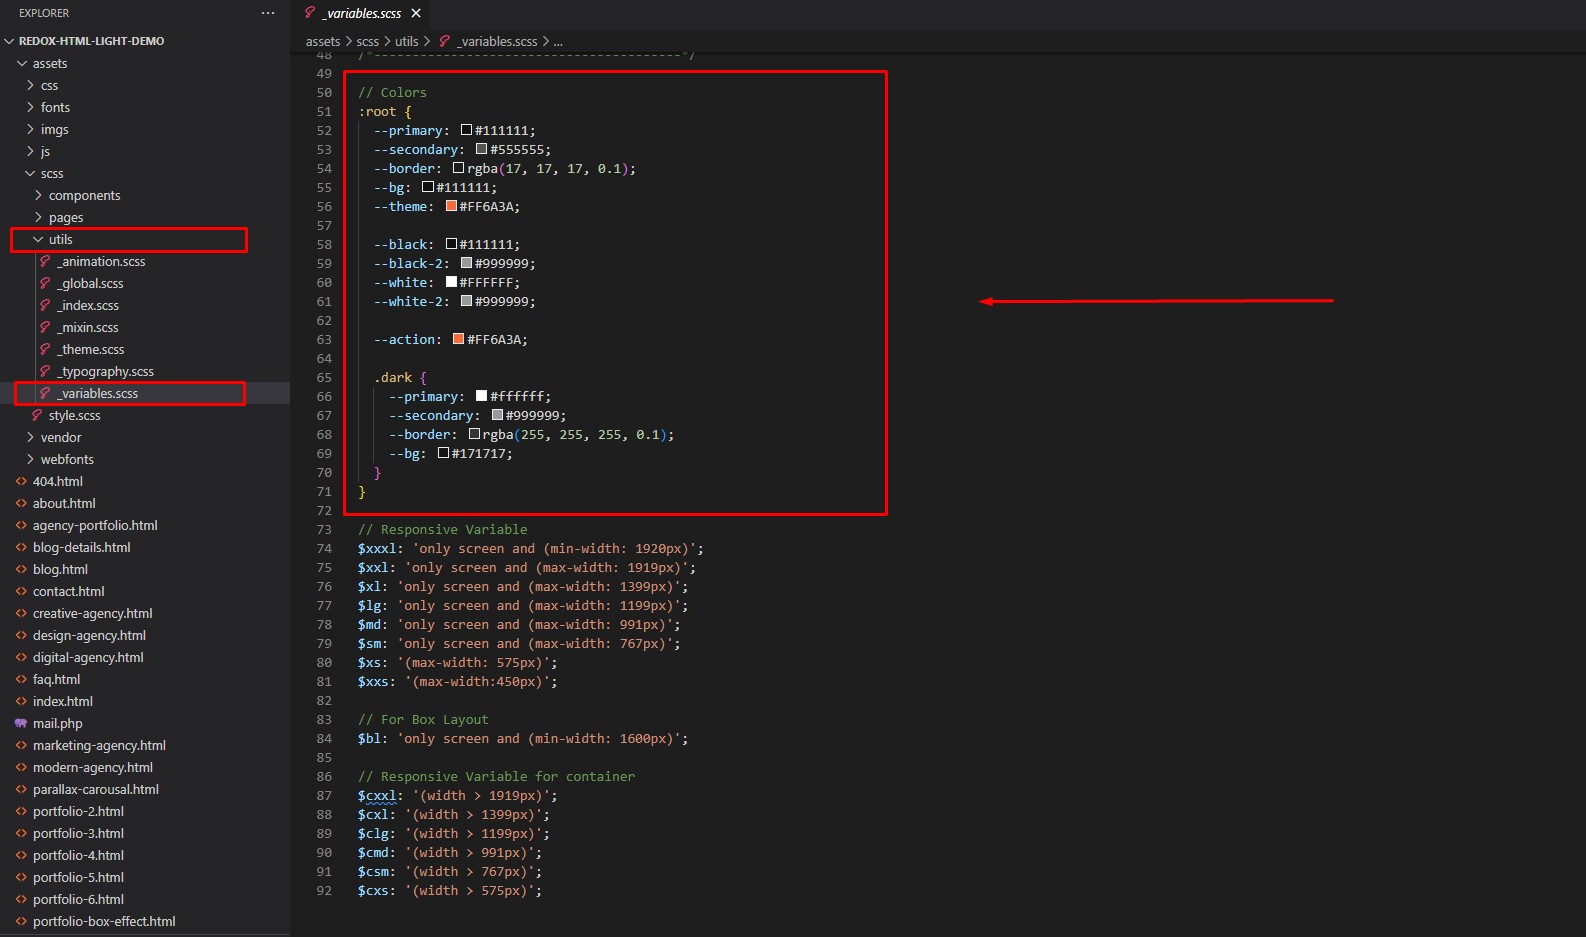 EXPLORER
···
REDOX-HTML-LIGHT-DEMO
assets
css
fonts
imgs
js
scss
components
pages
utils
_animation.scss
_global.scss
_index.scss
_mixin.scss
_theme.scss
_typography.scss
_variables.scss
style.scss
vendor
webfonts
404.html
about.html
agency-portfolio.html
blog-details.html
blog.html
contact.html
creative-agency.html
design-agency.html
digital-agency.html
faq.html
index.html
mail.php
marketing-agency.html
modern-agency.html
parallax-carousal.html
portfolio-2.html
portfolio-3.html
portfolio-4.html
portfolio-5.html
portfolio-6.html
portfolio-box-effect.html
_variables.scss
assets > scss > utils > _variables.scss > ...
48 /*----------------------------------------*/
49
50 // Colors
51 :root {
52 --primary: #111111;
53 --secondary: #555555;
54 --border: rgba(17, 17, 17, 0.1);
55 --bg: #111111;
56 --theme: #FF6A3A;
57
58 --black: #111111;
59 --black-2: #999999;
60 --white: #FFFFFF;
61 --white-2: #999999;
62
63 --action: #FF6A3A;
64
65 .dark {
66 --primary: #ffffff;
67 --secondary: #999999;
68 --border: rgba(255, 255, 255, 0.1);
69 --bg: #171717;
70 }
71 }
72
73 // Responsive Variable
74 $xxxl: 'only screen and (min-width: 1920px)';
75 $xxl: 'only screen and (max-width: 1919px)';
76 $xl: 'only screen and (max-width: 1399px)';
77 $lg: 'only screen and (max-width: 1199px)';
78 $md: 'only screen and (max-width: 991px)';
79 $sm: 'only screen and (max-width: 767px)';
80 $xs: '(max-width: 575px)';
81 $xxs: '(max-width:450px)';
82
83 // For Box Layout
84 $bl: 'only screen and (min-width: 1600px)';
85
86 // Responsive Variable for container
87 $cxxl: '(width > 1919px)';
88 $cxl: '(width > 1399px)';
89 $clg: '(width > 1199px)';
90 $cmd: '(width > 991px)';
91 $csm: '(width > 767px)';
92 $cxs: '(width > 575px)';